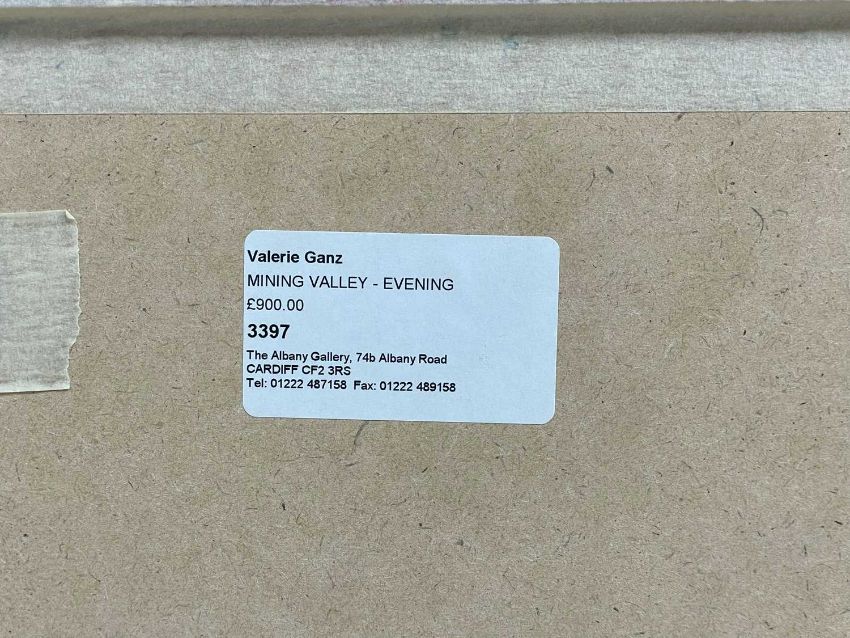 Valerie Ganz
MINING VALLEY - EVENING
£900.00
3397
The Albany Gallery, 74b Albany Road
CARDIFF CF2 3RS
Tel: 01222 487158 Fax: 01222 489158